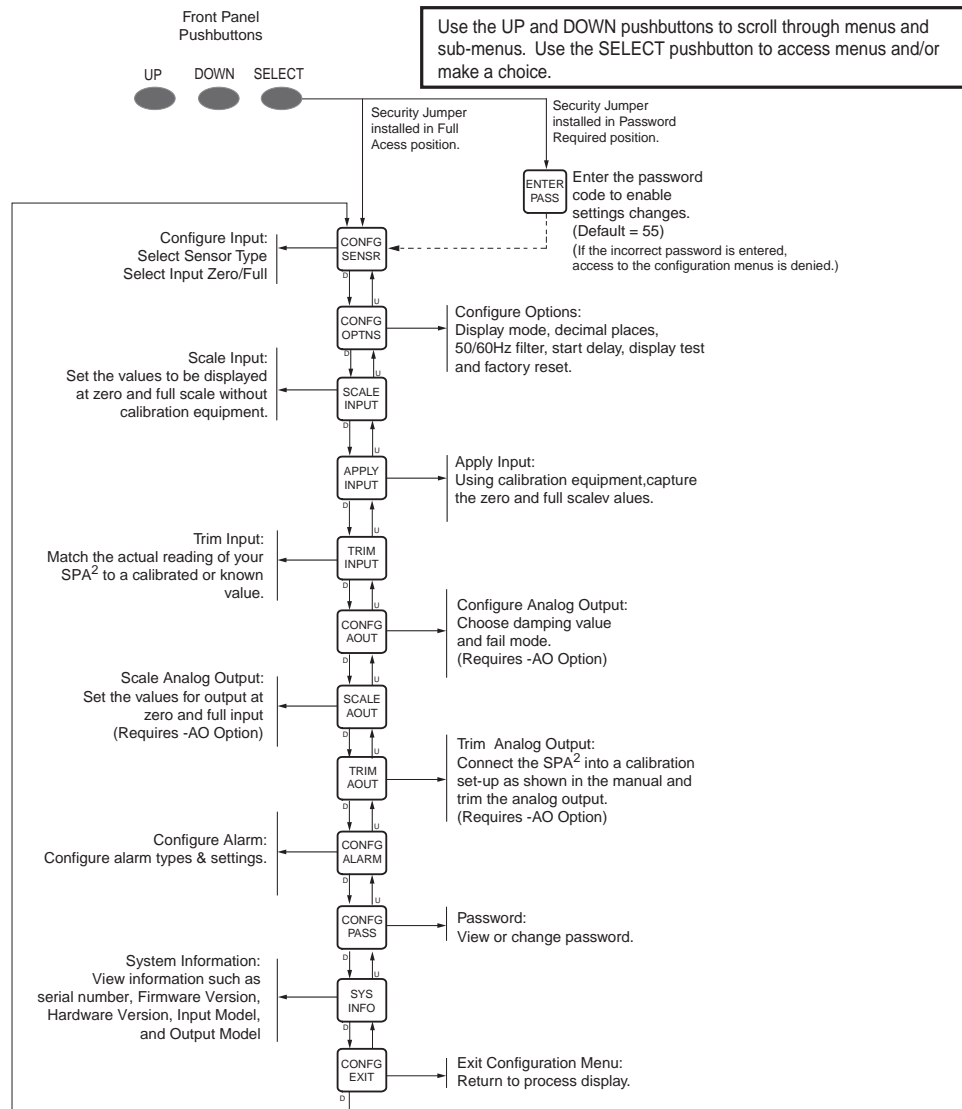 Front Panel
Pushbuttons
Use the UP and DOWN pushbuttons to scroll through menus and
sub-menus. Use the SELECT pushbutton to access menus and/or
make a choice.
UP
DOWN
SELECT
Security Jumper
installed in Full
Acess position.
Security Jumper
installed in Password
Required position.
ENTER
PASS
Enter the password
code to enable
settings changes.
(Default = 55)
(If the incorrect password is entered,
access to the configuration menus is denied.)
Configure Input:
Select Sensor Type
Select Input Zero/Full
CONFG
SENSR
D
U
CONFG
OPTNS
Configure Options:
Display mode, decimal places,
50/60Hz filter, start delay, display test
and factory reset.
D
U
Scale Input:
Set the values to be displayed
at zero and full scale without
calibration equipment.
SCALE
INPUT
D
U
APPLY
INPUT
Apply Input:
Using calibration equipment,capture
the zero and full scalev alues.
D
U
Trim Input:
Match the actual reading of your
SPA2 to a calibrated or known
value.
TRIM
INPUT
D
U
CONFG
AOUT
Configure Analog Output:
Choose damping value
and fail mode.
(Requires -AO Option)
D
U
Scale Analog Output:
Set the values for output at
zero and full input
(Requires -AO Option)
SCALE
AOUT
D
U
TRIM
AOUT
Trim Analog Output:
Connect the SPA2 into a calibration
set-up as shown in the manual and
trim the analog output.
(Requires -AO Option)
D
U
Configure Alarm:
Configure alarm types & settings.
CONFG
ALARM
D
U
CONFG
PASS
Password:
View or change password.
D
U
System Information:
View information such as
serial number, Firmware Version,
Hardware Version, Input Model,
and Output Model
SYS
INFO
D
CONFG
EXIT
Exit Configuration Menu:
Return to process display.
D